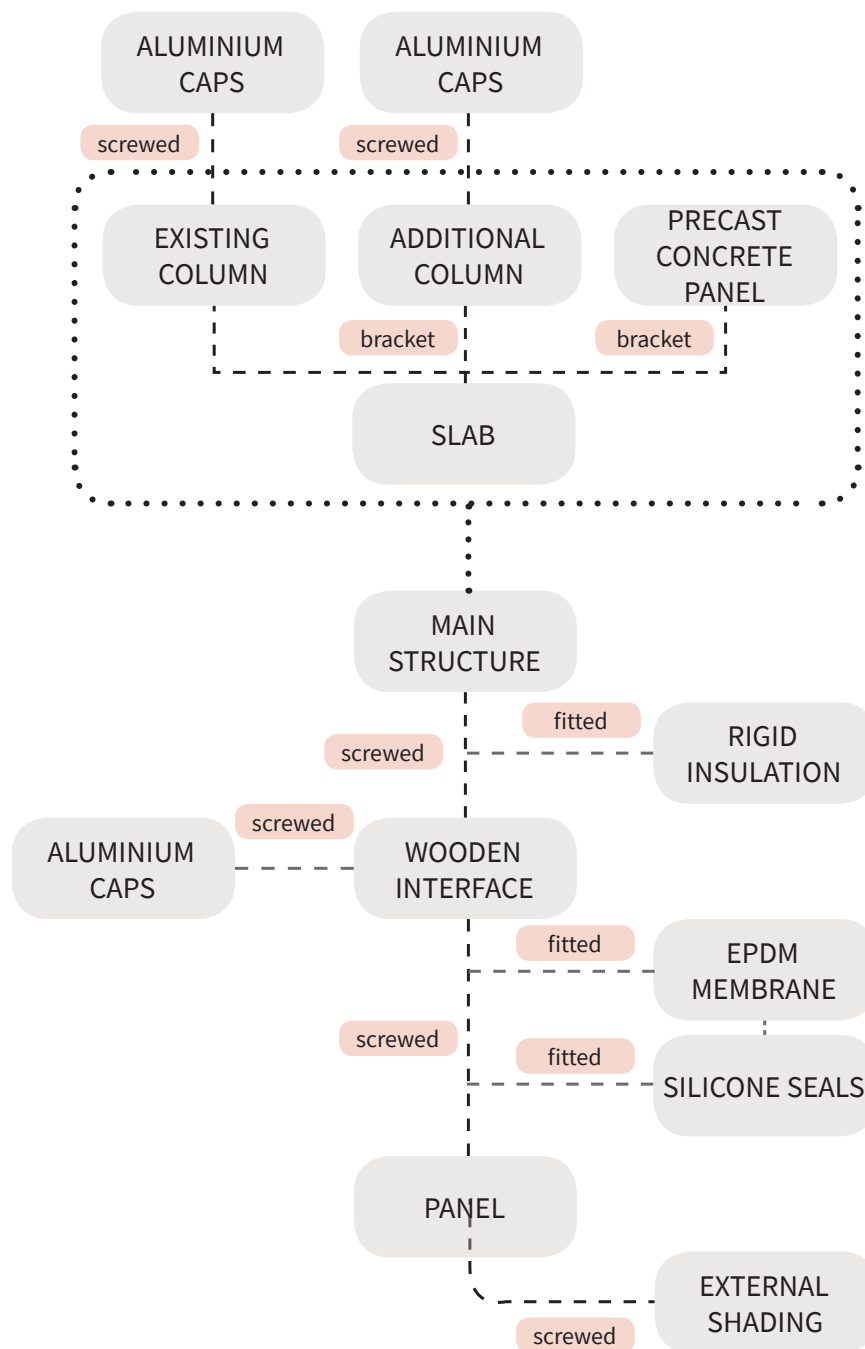 ALUMINIUM
CAPS
ALUMINIUM
CAPS
screwed
screwed
EXISTING
COLUMN
ADDITIONAL
COLUMN
PRECAST
CONCRETE
PANEL
bracket
bracket
SLAB
MAIN
STRUCTURE
fitted
screwed
RIGID
INSULATION
screwed
ALUMINIUM
CAPS
WOODEN
INTERFACE
fitted
EPDM
MEMBRANE
screwed
fitted
SILICONE SEALS
PANEL
EXTERNAL
SHADING
screwed